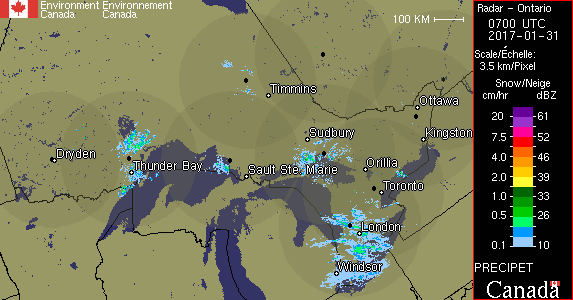 Environment Environnement
Canada Canada
100 KM
Timmins
Ottawa
Sudbury
Kingston
Dryden
Thunder Bay
Sault Ste. Marie
Orillia
Toronto
London
Windsor
Radar - Ontario
0700 UTC
2017-01-31
Scale/Échelle:
3.5 km/Pixel
Snow/Neige
cm/hr dBZ
20 61
7.5 52
4.0 46
2.0 39
1.0 33
0.5 26
0.1 10
PRECIPET
Canada